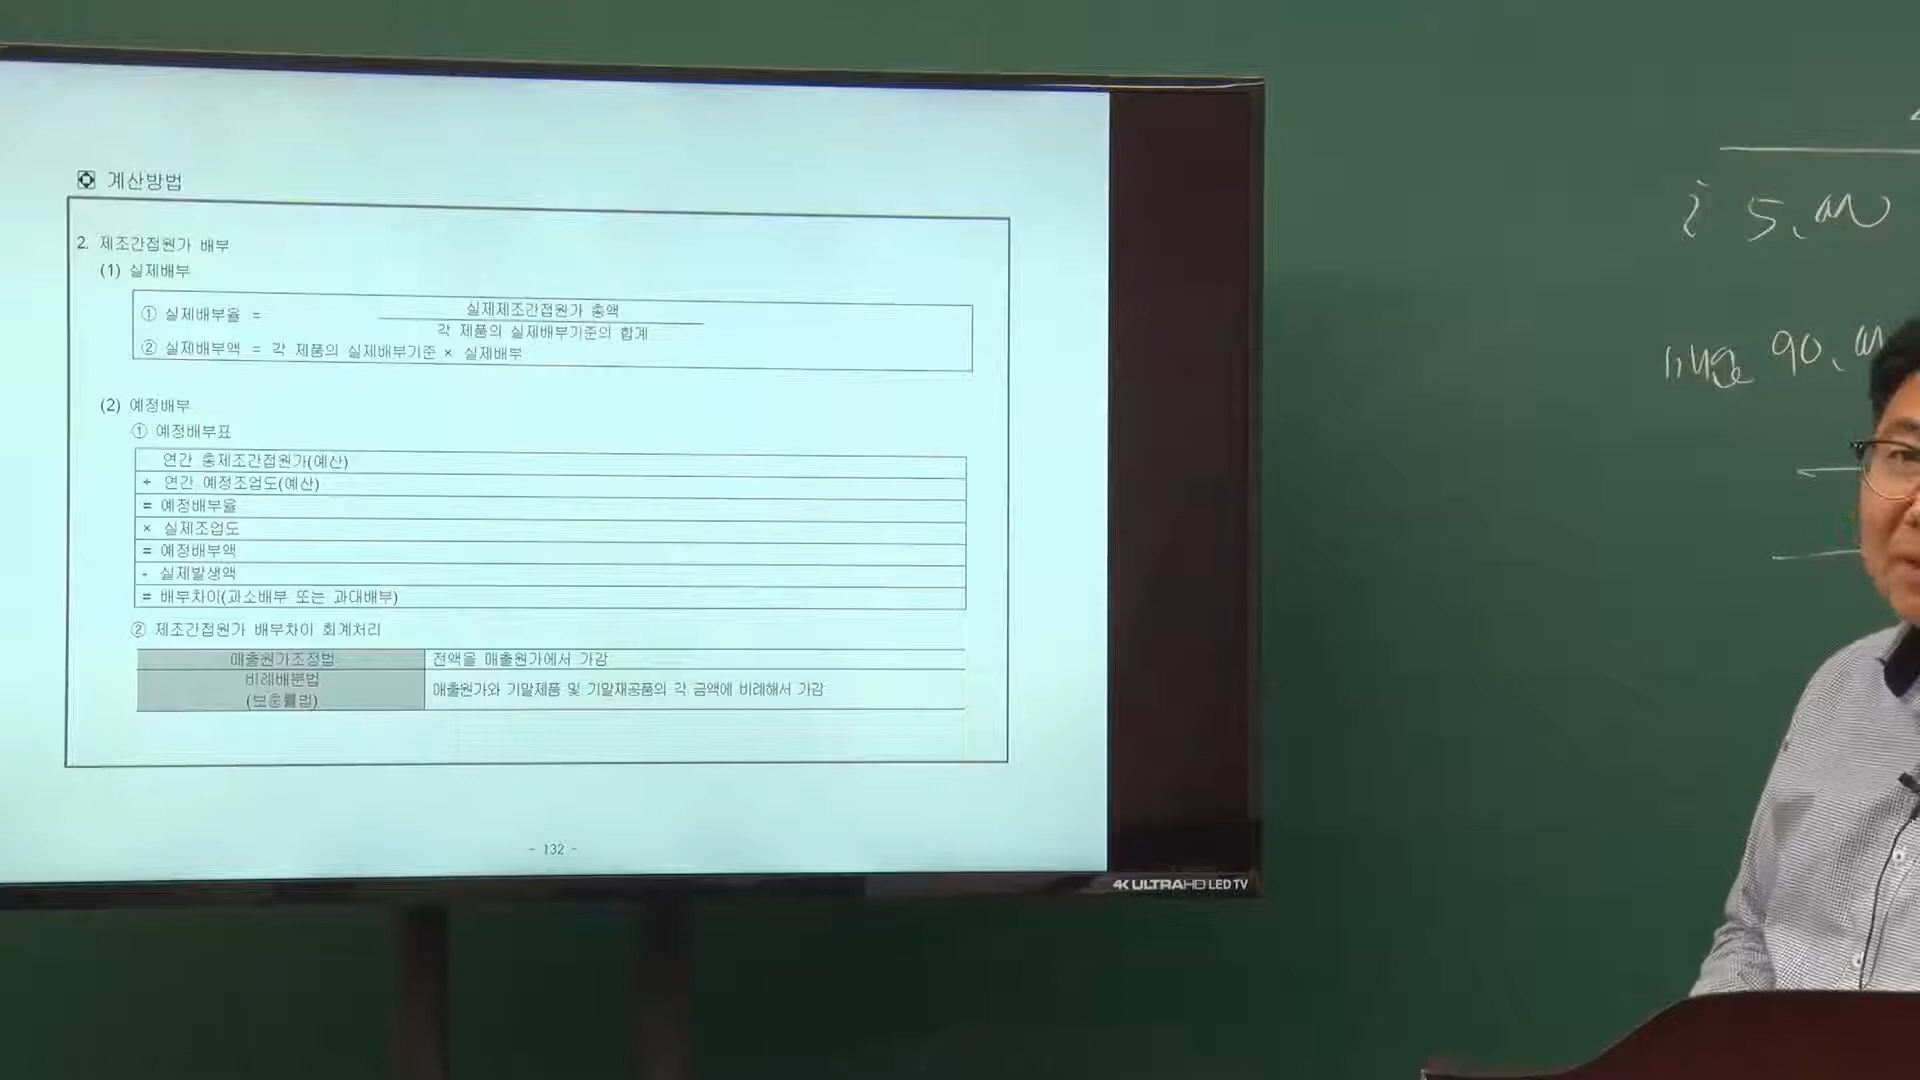 계산방법
2. 제조간접원가 배부
(1) 실제배부
① 실제배부율 = 실제제조간접원가 총액
각 제품의 실제배부기준의 합계
② 실제배부액 = 각 제품의 실제배부기준 × 실제배부
(2) 예정배부
① 예정배부표
연간 총제조간접원가(예산)
÷ 연간 예정조업도(예산)
= 예정배부율
× 실제조업도
= 예정배부액
- 실제발생액
= 배부차이(과소배부 또는 과대배부)
② 제조간접원가 배부차이 회계처리
매출원가조정법 전액을 매출원가에서 가감
비례배분법
(보충률법) 매출원가와 기말제품 및 기말재공품의 각 금액에 비례해서 가감
- 132 -
4K ULTRA HD LED TV
5,
90,